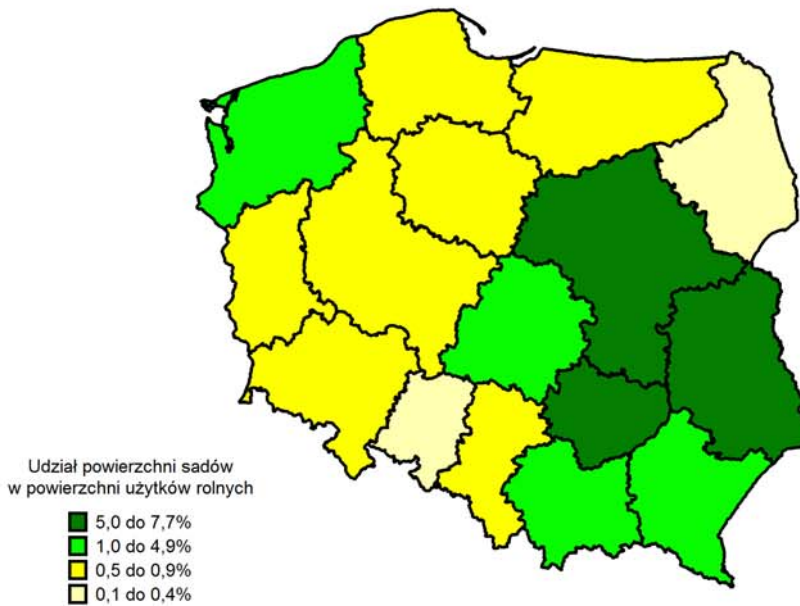 Udział powierzchni sadów
w powierzchni użytków rolnych
5,0 do 7,7%
1,0 do 4,9%
0,5 do 0,9%
0,1 do 0,4%